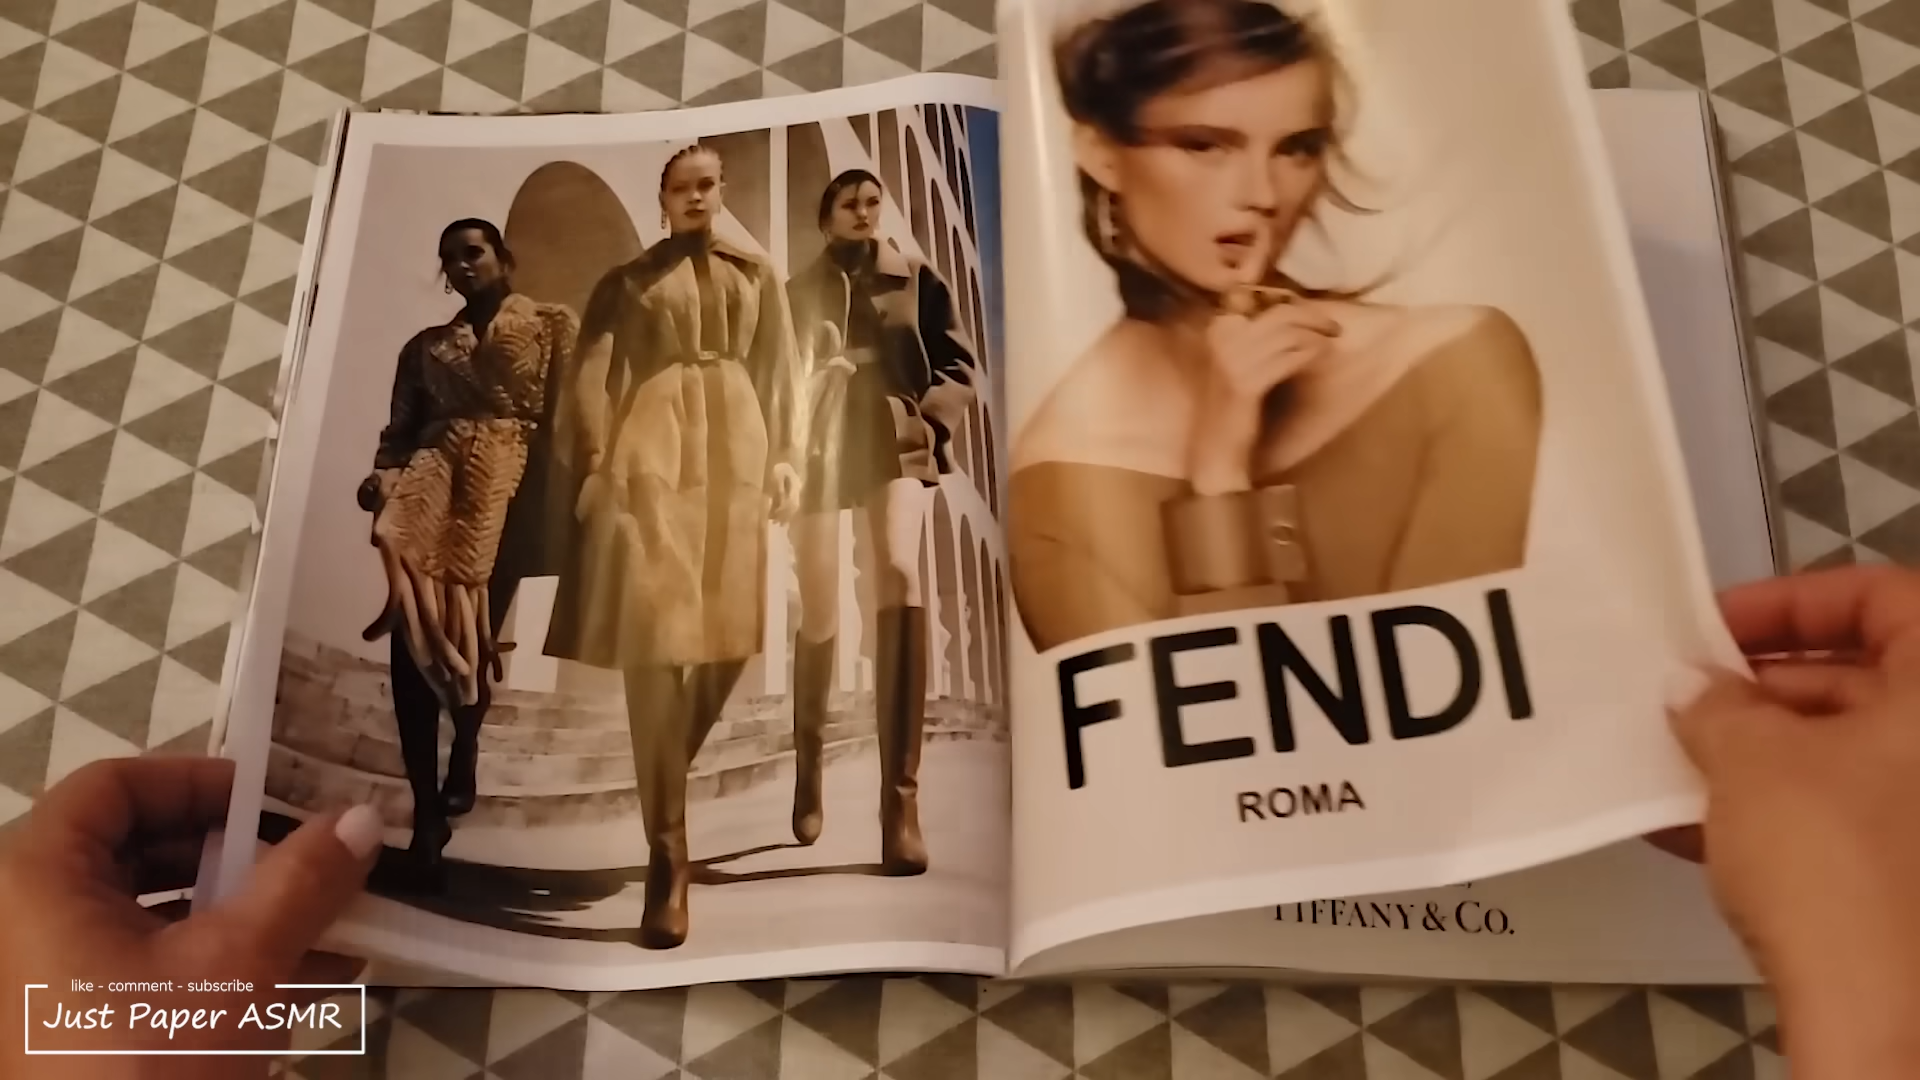 FENDI
ROMA
TIFFANY & CO.
like - comment - subscribe
Just Paper ASMR